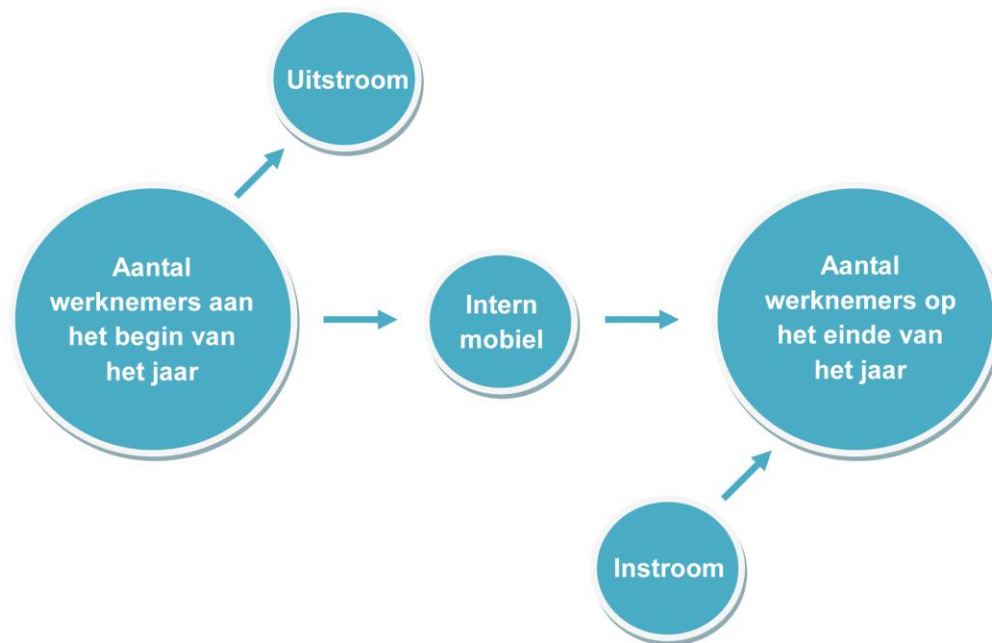 Uitstroom
Aantal
werknemers aan
het begin van
het jaar
Intern
mobiel
Aantal
werknemers op
het einde van
het jaar
Instroom